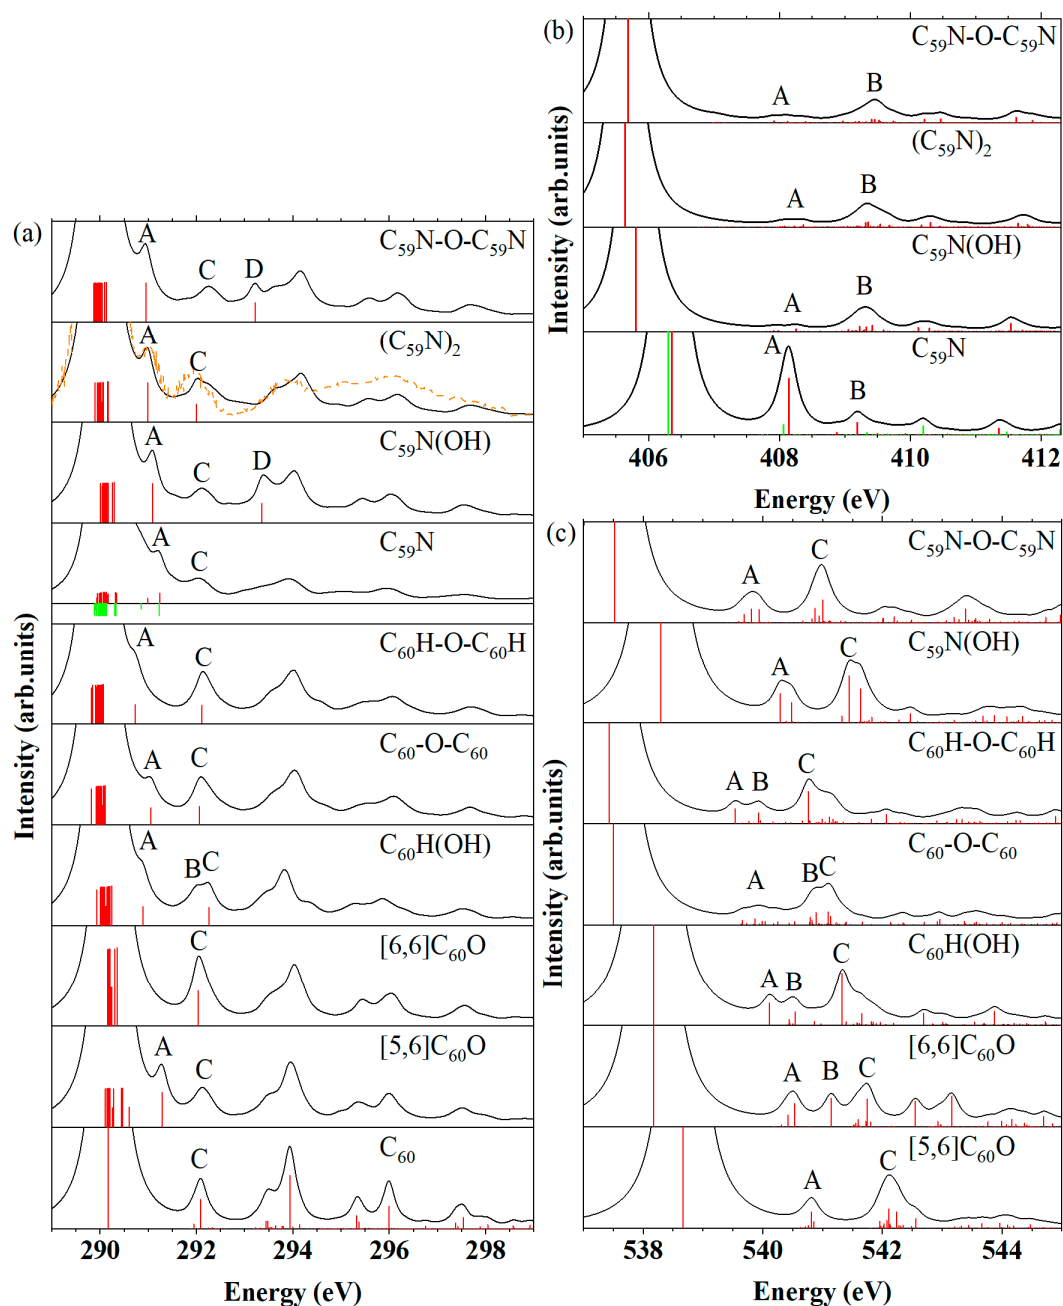 (a)
A
C
D
C₅₉N-O-C₅₉N
A
C
(C₅₉N)₂
A
C
D
C₅₉N(OH)
A
C
C₅₉N
A
C
C₆₀H-O-C₆₀H
A
C
C₆₀-O-C₆₀
A
B
C
C₆₀H(OH)
C
[6,6]C₆₀O
A
C
[5,6]C₆₀O
C
C₆₀
290 292 294 296 298
Energy (eV)
Intensity (arb.units)
Intensity (arb.units)
(b)
A
B
C₅₉N-O-C₅₉N
A
B
(C₅₉N)₂
A
B
C₅₉N(OH)
A
B
C₅₉N
406 408 410 412
Energy (eV)
Intensity (arb.units)
(c)
A
C
C₅₉N-O-C₅₉N
A
C
C₅₉N(OH)
A
B
C
C₆₀H-O-C₆₀H
A
B
C
C₆₀-O-C₆₀
A
B
C
C₆₀H(OH)
A
B
C
[6,6]C₆₀O
A
C
[5,6]C₆₀O
538 540 542 544
Energy (eV)
Intensity (arb.units)